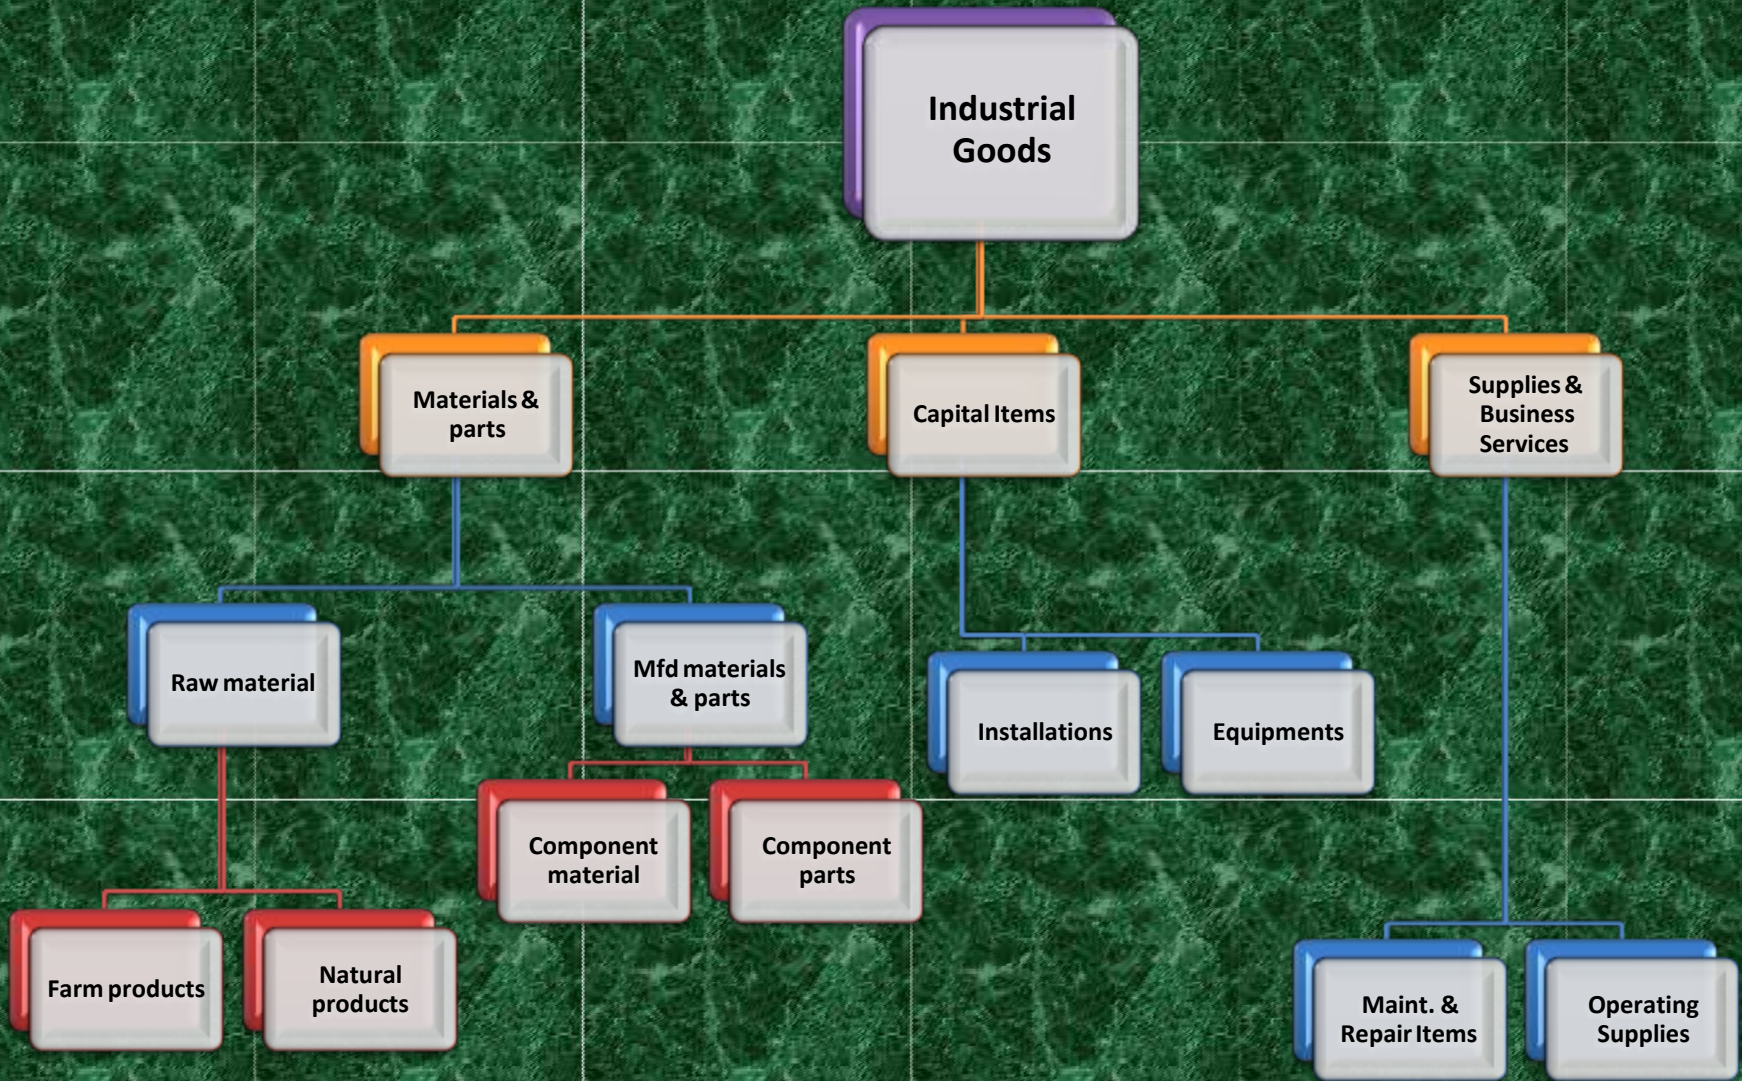 Industrial
Goods
Materials &
parts
Capital Items
Supplies &
Business
Services
Raw material
Mfd materials
& parts
Installations
Equipments
Component
material
Component
parts
Farm products
Natural
products
Maint. &
Repair Items
Operating
Supplies